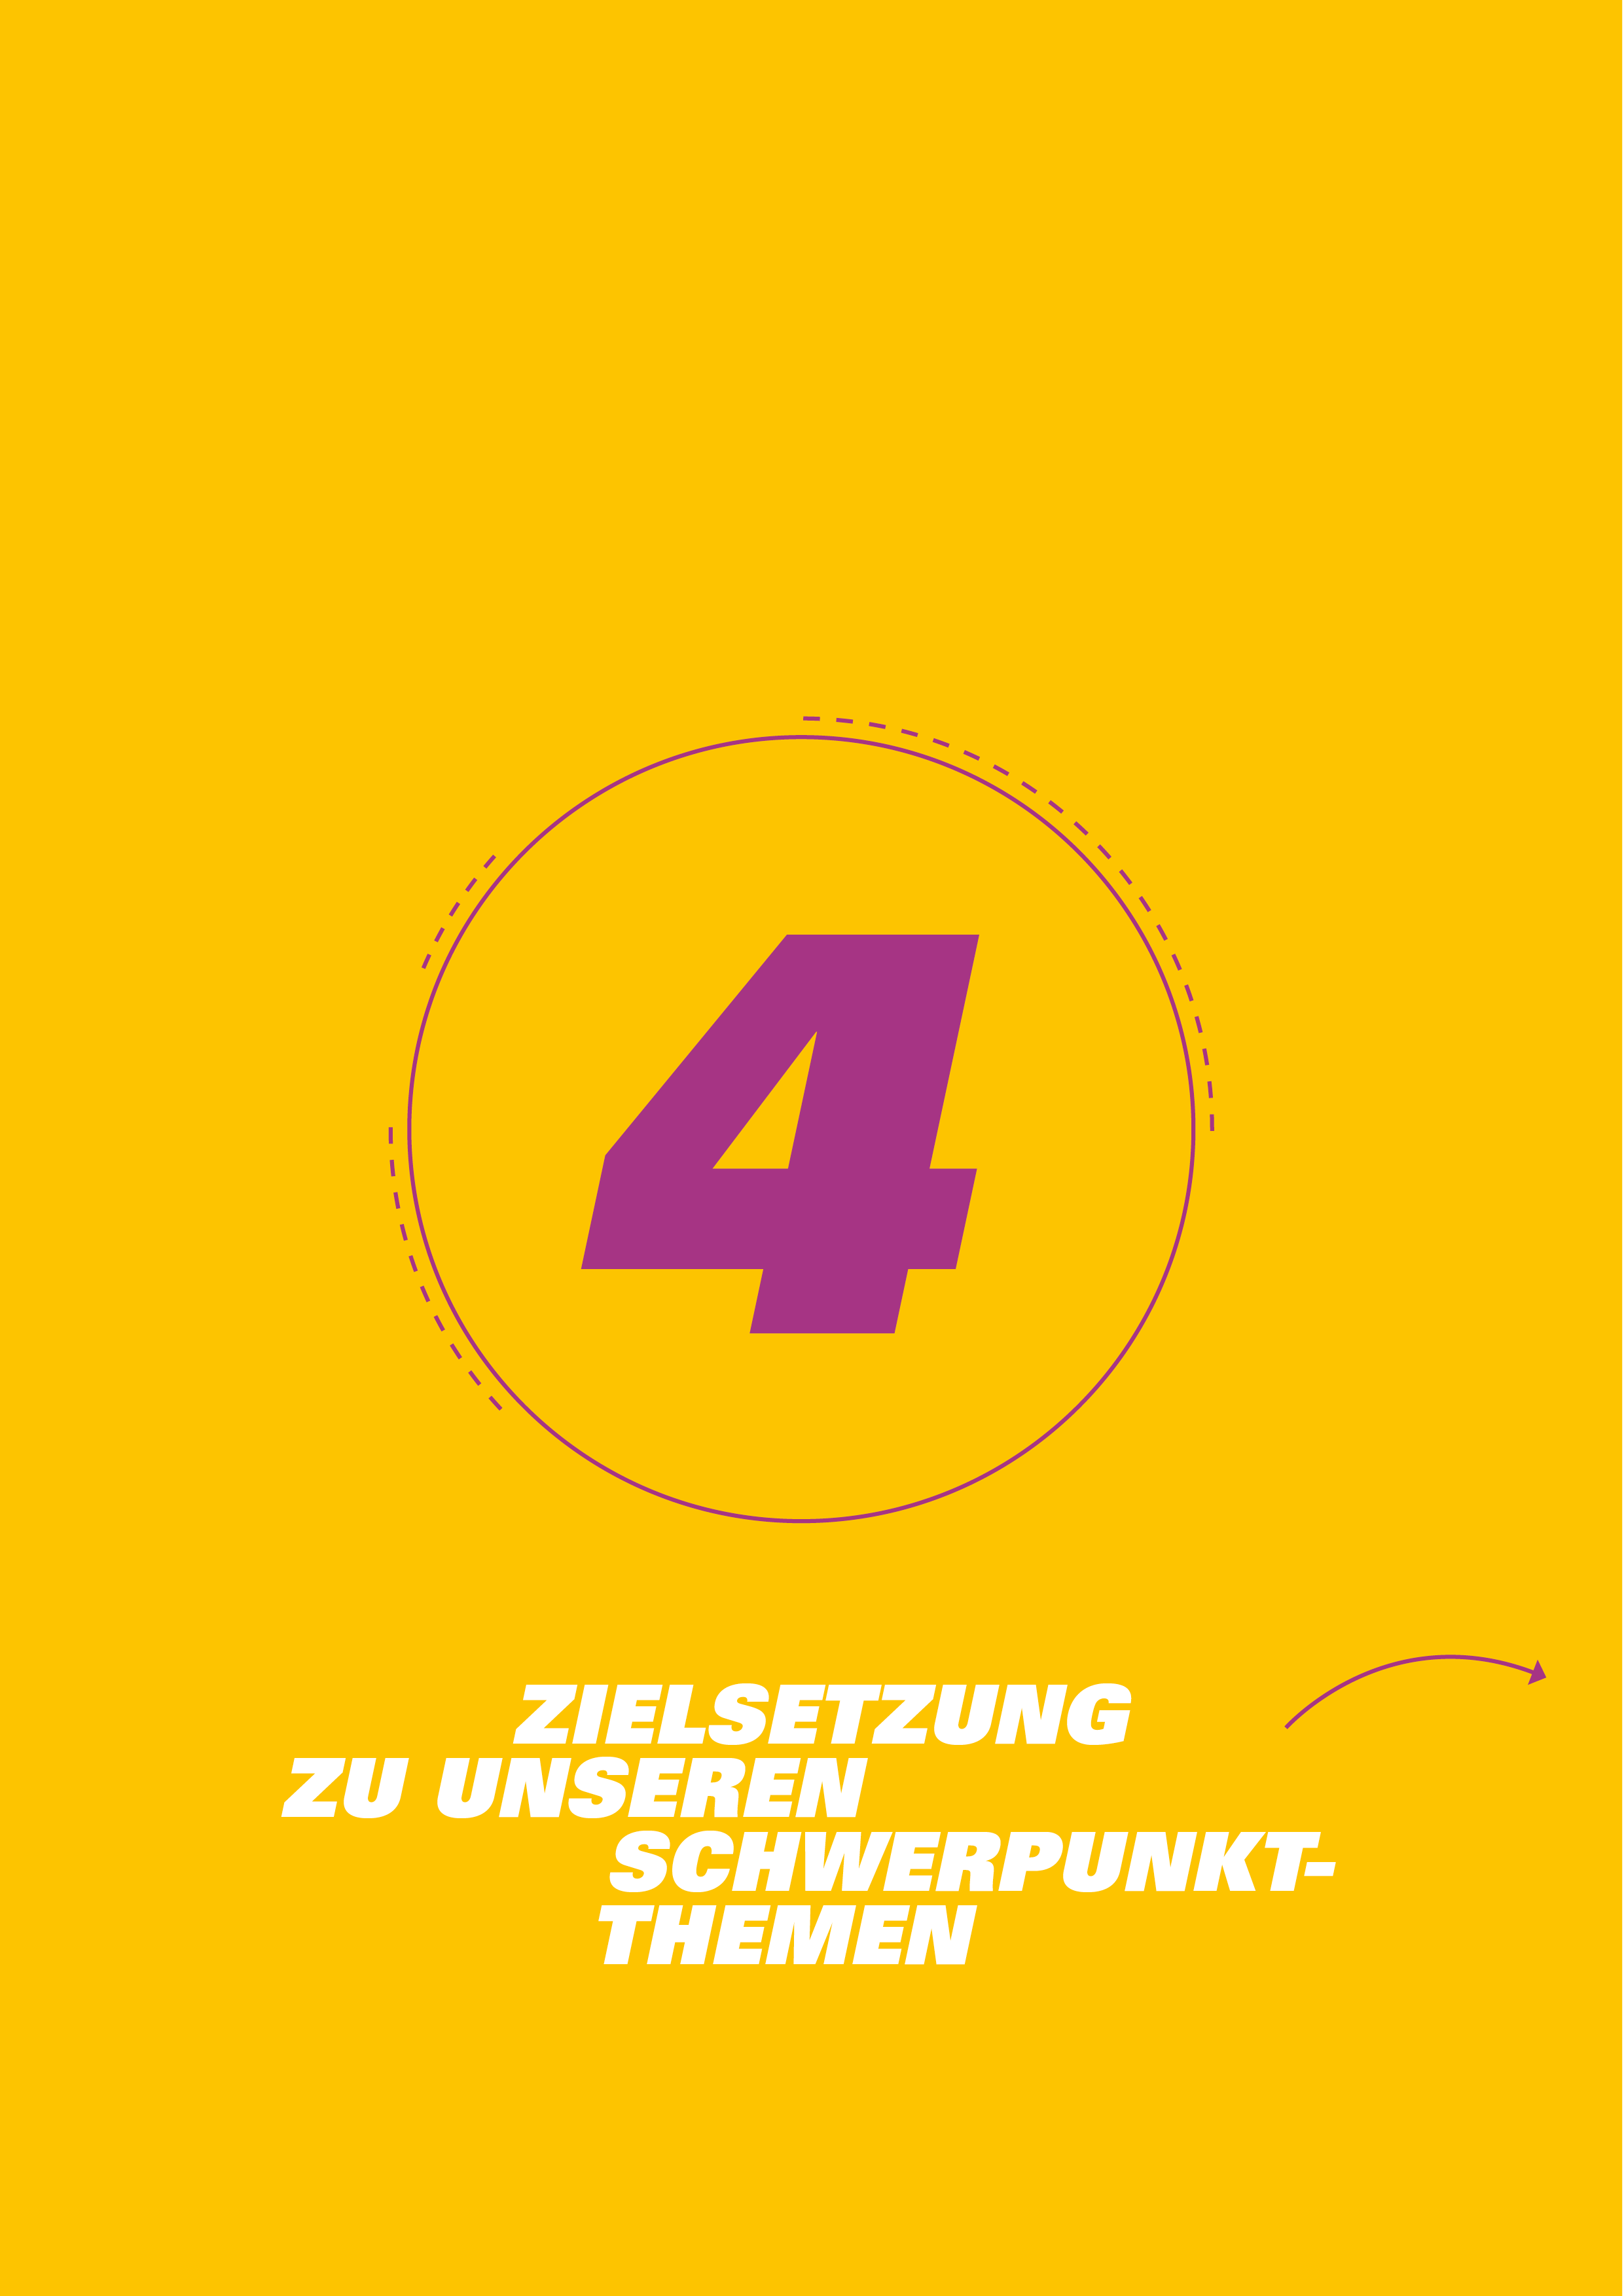 4
ZIELSETZUNG
ZU UNSEREN
SCHWERPUNKT-
THEMEN